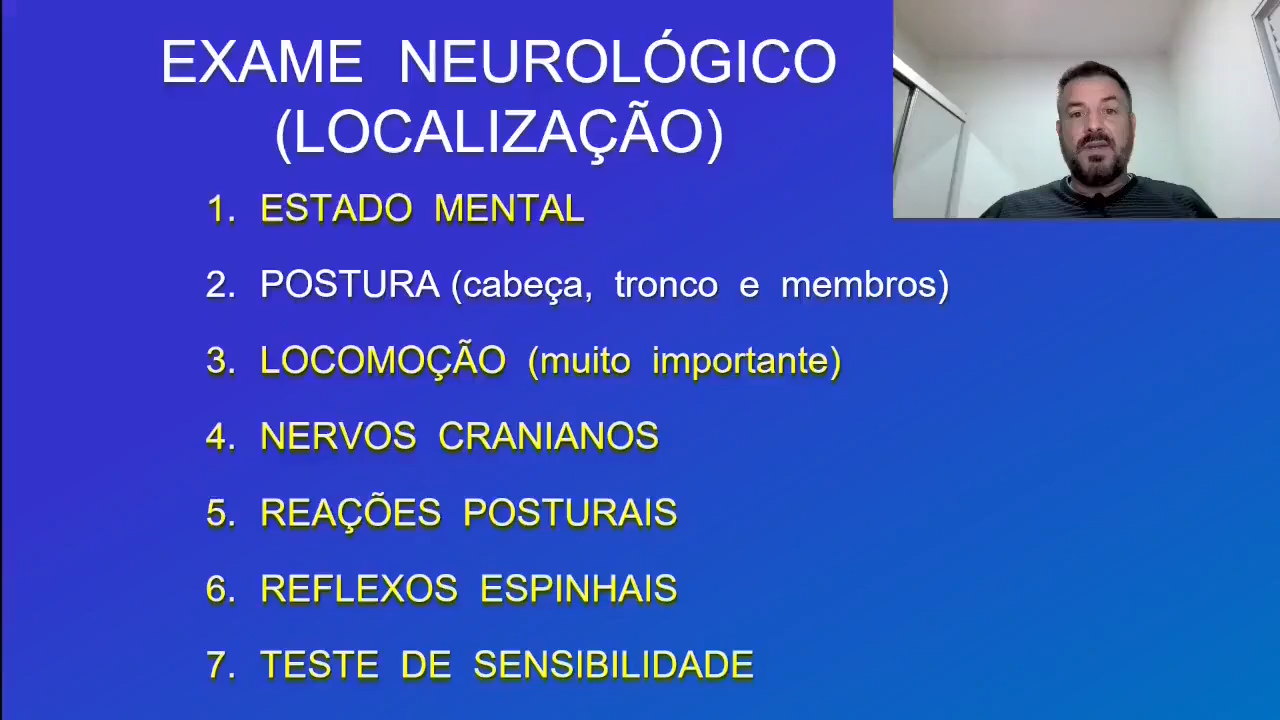 EXAME NEUROLÓGICO
(LOCALIZAÇÃO)
1. ESTADO MENTAL
2. POSTURA (cabeça, tronco e membros)
3. LOCOMOÇÃO (muito importante)
4. NERVOS CRANIANOS
5. REAÇÕES POSTURAIS
6. REFLEXOS ESPINHAIS
7. TESTE DE SENSIBILIDADE